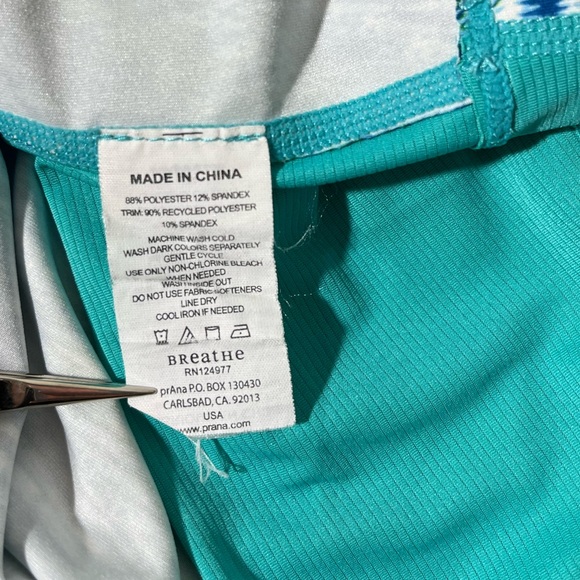 MADE IN CHINA
88% POLYESTER 12% SPANDEX
TRIM: 90% RECYCLED POLYESTER
10% SPANDEX
MACHINE WASH COLD
WASH DARK COLORS SEPARATELY
GENTLE CYCLE
USE ONLY NON-CHLORINE BLEACH
WHEN NEEDED
WASH INSIDE OUT
DO NOT USE FABRIC SOFTENERS
LINE DRY
COOL IRON IF NEEDED
BReatHe
RN124977
prAna P.O. BOX 130430
CARLSBAD, CA. 92013
USA
www.prana.com